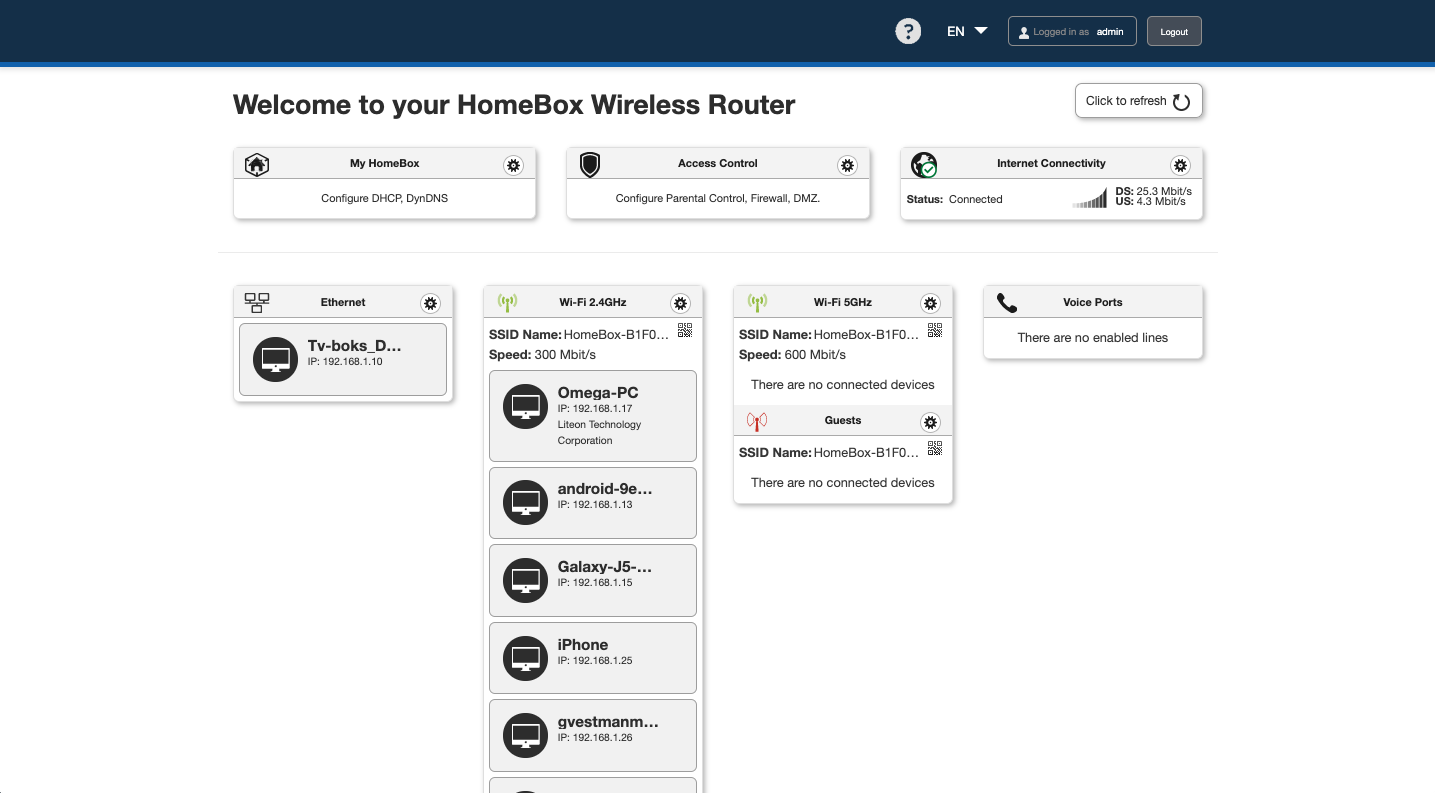 ?
EN
Logged in as admin
Logout
Welcome to your HomeBox Wireless Router
Click to refresh
My HomeBox
Configure DHCP, DynDNS
Access Control
Configure Parental Control, Firewall, DMZ.
Internet Connectivity
Status: Connected
DS: 25.3 Mbit/s
US: 4.3 Mbit/s
Ethernet
Tv-boks_D...
IP: 192.168.1.10
Wi-Fi 2.4GHz
SSID Name: HomeBox-B1F0...
Speed: 300 Mbit/s
Omega-PC
IP: 192.168.1.17
Liteon Technology
Corporation
android-9e...
IP: 192.168.1.13
Galaxy-J5-...
IP: 192.168.1.15
iPhone
IP: 192.168.1.25
gvestmanm...
IP: 192.168.1.26
Wi-Fi 5GHz
SSID Name: HomeBox-B1F0...
Speed: 600 Mbit/s
There are no connected devices
Guests
SSID Name: HomeBox-B1F0...
There are no connected devices
Voice Ports
There are no enabled lines